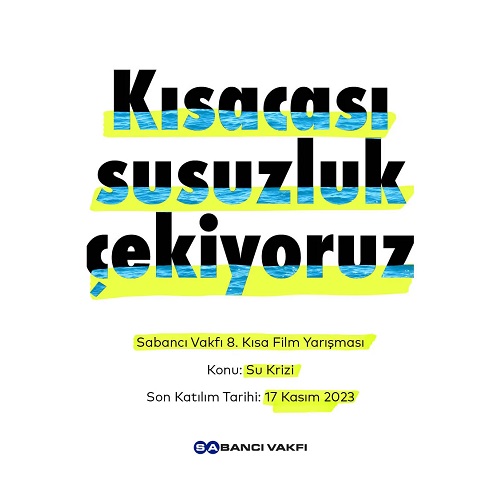 Kısacası
susuzluk
çekiyoruz
Sabancı Vakfı 8. Kısa Film Yarışması
Konu: Su Krizi
Son Katılım Tarihi: 17 Kasım 2023
SABANCI VAKFI